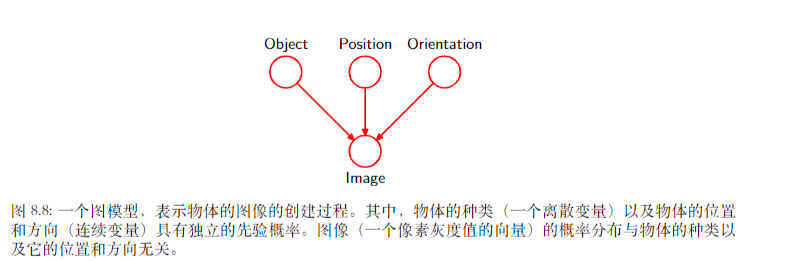 Object Position Orientation
Image
图 8.8: 一个图模型，表示物体的图像的创建过程。其中，物体的种类（一个离散变量）以及物体的位置
和方向（连续变量）具有独立的先验概率。图像（一个像素灰度值的向量）的概率分布与物体的种类以
及它的位置和方向无关。